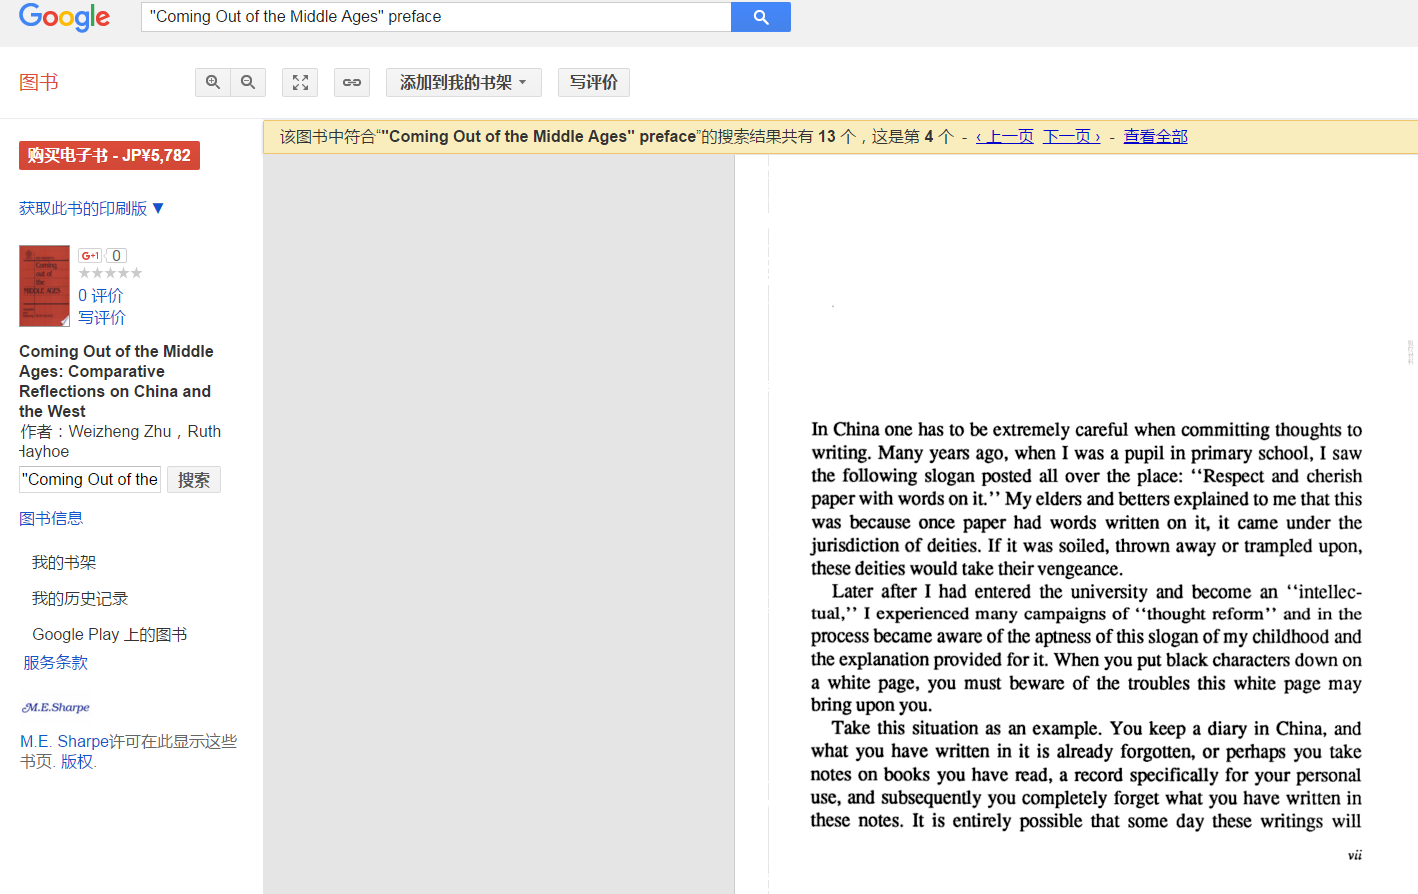 Google
"Coming Out of the Middle Ages" preface
图书
添加到我的书架
写评价
该图书中符合“"Coming Out of the Middle Ages" preface”的搜索结果共有 13 个，这是第 4 个 - ‹ 上一页 下一页 › - 查看全部
购买电子书 - JP¥5,782
获取此书的印刷版 ▼
Coming
out of
the
MIDDLE AGES
G+1 0
0 评价
写评价
Coming Out of the Middle
Ages: Comparative
Reflections on China and
the West
作者：Weizheng Zhu，Ruth
Hayhoe
"Coming Out of the
搜索
图书信息
我的书架
我的历史记录
Google Play 上的图书
服务条款
M.E.Sharpe
M.E. Sharpe许可在此显示这些
书页. 版权.
In China one has to be extremely careful when committing thoughts to
writing. Many years ago, when I was a pupil in primary school, I saw
the following slogan posted all over the place: ‘‘Respect and cherish
paper with words on it.’’ My elders and betters explained to me that this
was because once paper had words written on it, it came under the
jurisdiction of deities. If it was soiled, thrown away or trampled upon,
these deities would take their vengeance.
Later after I had entered the university and become an ‘‘intellec-
tual,’’ I experienced many campaigns of ‘‘thought reform’’ and in the
process became aware of the aptness of this slogan of my childhood and
the explanation provided for it. When you put black characters down on
a white page, you must beware of the troubles this white page may
bring upon you.
Take this situation as an example. You keep a diary in China, and
what you have written in it is already forgotten, or perhaps you take
notes on books you have read, a record specifically for your personal
use, and subsequently you completely forget what you have written in
these notes. It is entirely possible that some day these writings will
vii